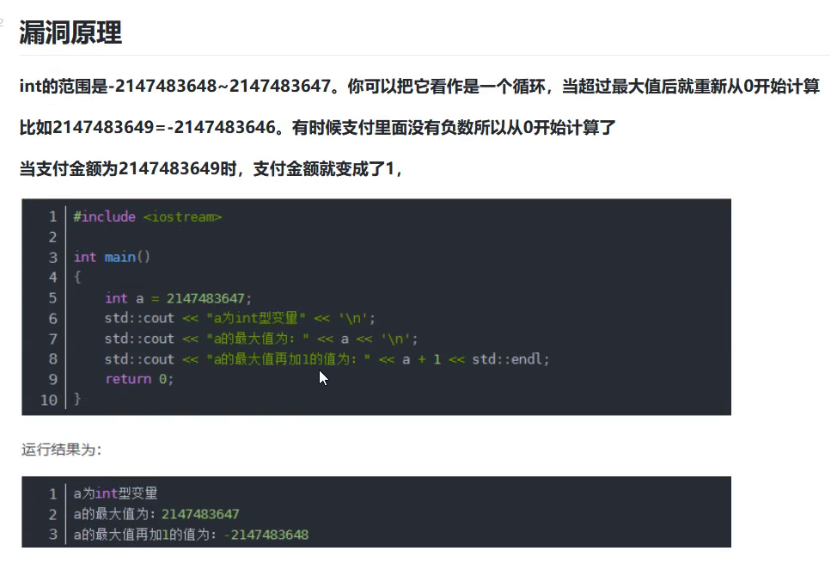 漏洞原理
int的范围是-2147483648~2147483647。你可以把它看作是一个循环，当超过最大值后就重新从0开始计算
比如2147483649=-2147483646。有时候支付里面没有负数所以从0开始计算了
当支付金额为2147483649时，支付金额就变成了1，
1 #include <iostream>
2
3 int main()
4 {
5 int a = 2147483647;
6 std::cout << "a为int型变量" << '\n';
7 std::cout << "a的最大值为：" << a << '\n';
8 std::cout << "a的最大值再加1的值为：" << a + 1 << std::endl;
9 return 0;
10 }
运行结果为：
1 a为int型变量
2 a的最大值为：2147483647
3 a的最大值再加1的值为：-2147483648